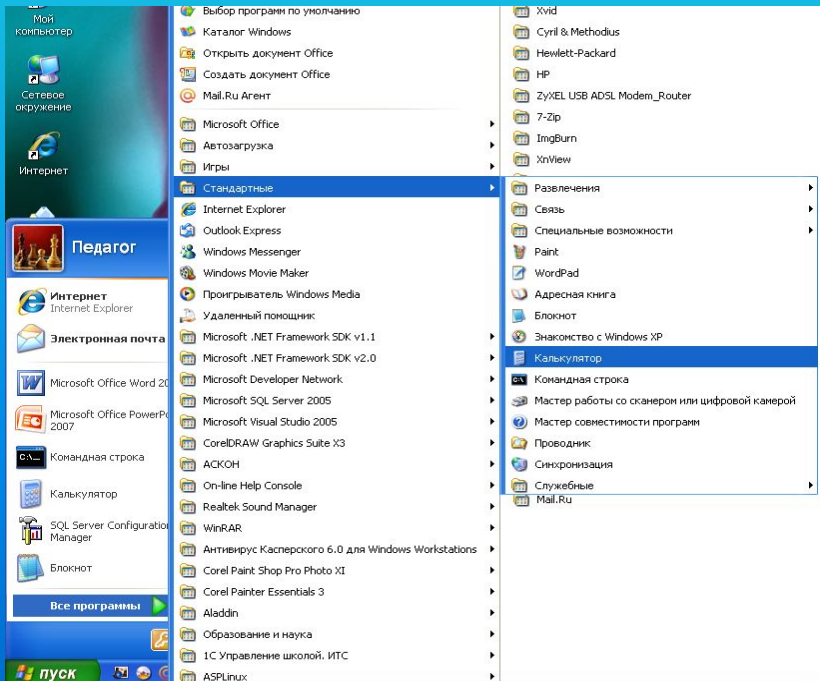 Мой
компьютер
Сетевое
окружение
Интернет
Педагог
Интернет
Internet Explorer
Электронная почта
Microsoft Office Word 20
Microsoft Office PowerPo
2007
Командная строка
Калькулятор
SQL Server Configuration
Manager
Блокнот
Все программы
пуск
Выбор программ по умолчанию
Каталог Windows
Открыть документ Office
Создать документ Office
Mail.Ru Агент
Microsoft Office
Автозагрузка
Игры
Стандартные
Internet Explorer
Outlook Express
Windows Messenger
Windows Movie Maker
Проигрыватель Windows Media
Удаленный помощник
Microsoft .NET Framework SDK v1.1
Microsoft .NET Framework SDK v2.0
Microsoft Developer Network
Microsoft SQL Server 2005
Microsoft Visual Studio 2005
CorelDRAW Graphics Suite X3
АСКОН
On-line Help Console
Realtek Sound Manager
WinRAR
Антивирус Касперского 6.0 для Windows Workstations
Corel Paint Shop Pro Photo XI
Corel Painter Essentials 3
Aladdin
Образование и наука
1С Управление школой. ИТС
ASPLinux
Xvid
Cyril & Methodius
Hewlett-Packard
HP
ZyXEL USB ADSL Modem_Router
7-Zip
ImgBurn
XnView
Развлечения
Связь
Специальные возможности
Paint
WordPad
Адресная книга
Блокнот
Знакомство с Windows XP
Калькулятор
Командная строка
Мастер работы со сканером или цифровой камерой
Мастер совместимости программ
Проводник
Синхронизация
Служебные
Mail.Ru